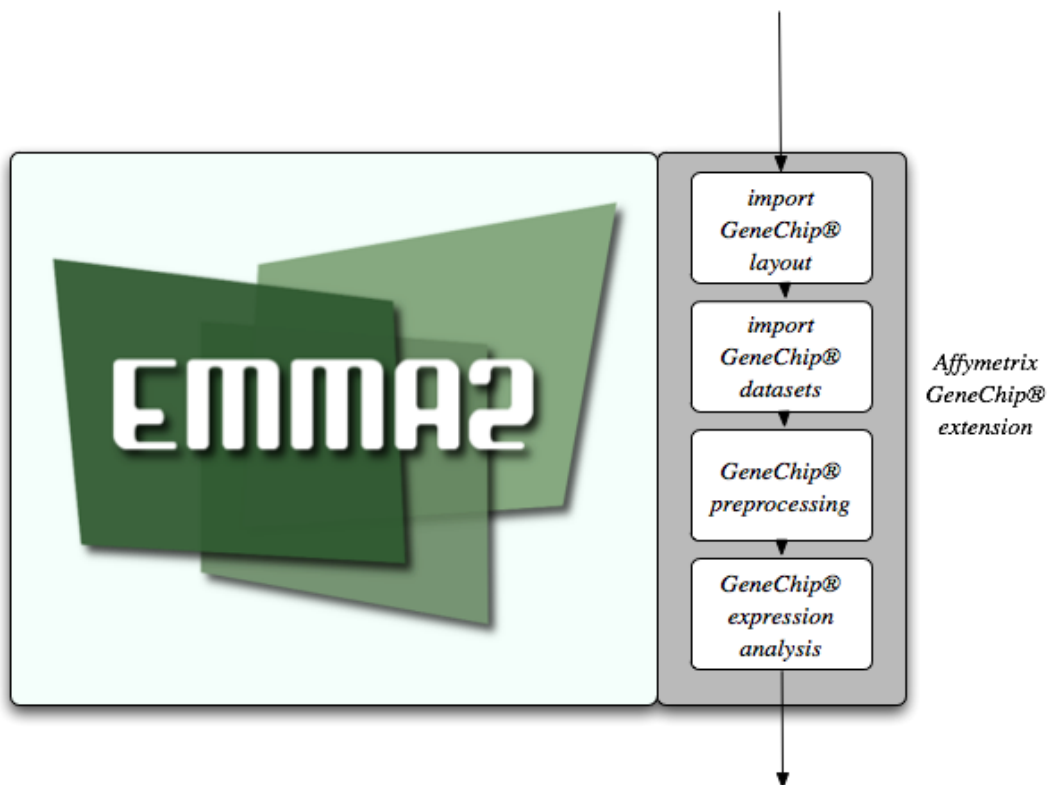 EMMA2
import
GeneChip®
layout
import
GeneChip®
datasets
GeneChip®
preprocessing
GeneChip®
expression
analysis
Affymetrix
GeneChip®
extension